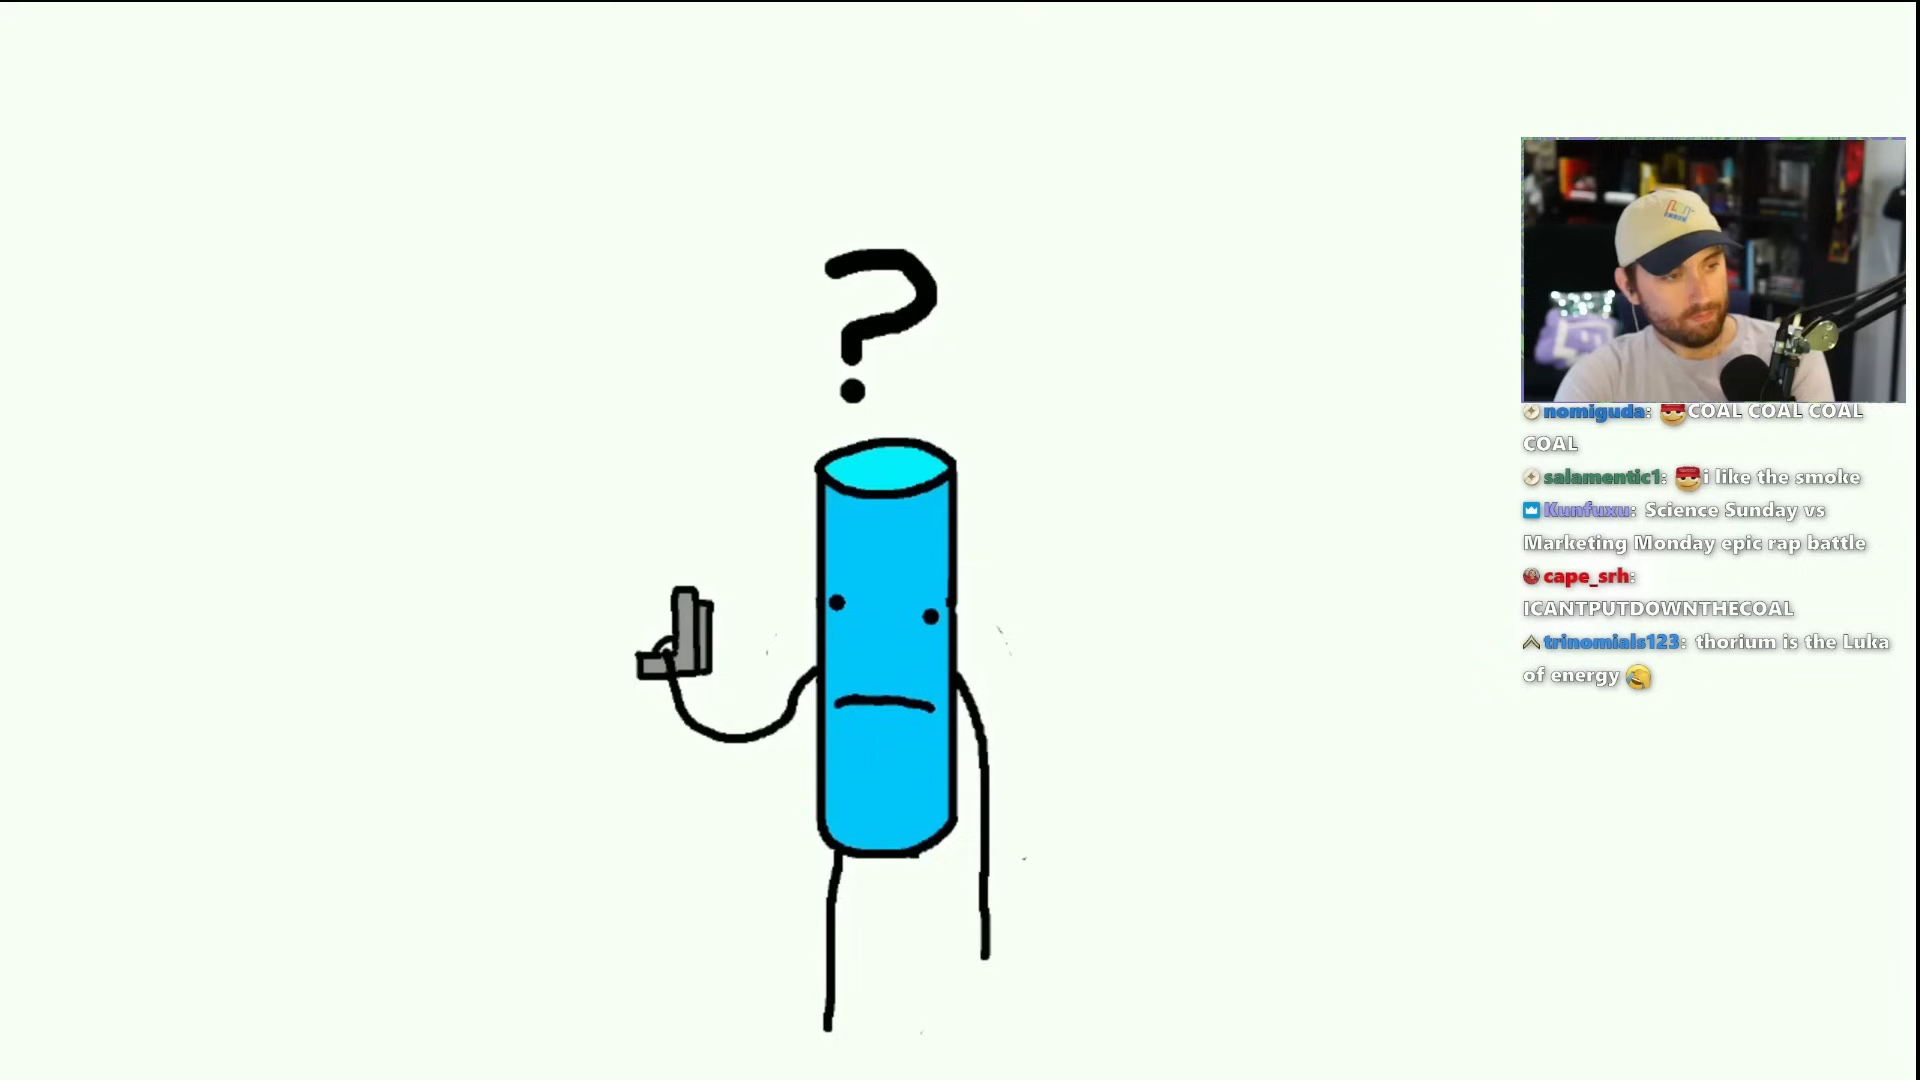 ?
nomiguda: COAL COAL COAL
COAL
salamentic1: i like the smoke
Kunfuxu: Science Sunday vs
Marketing Monday epic rap battle
cape_srh:
ICANTPUTDOWNTHECOAL
trinomials123: thorium is the Luka
of energy